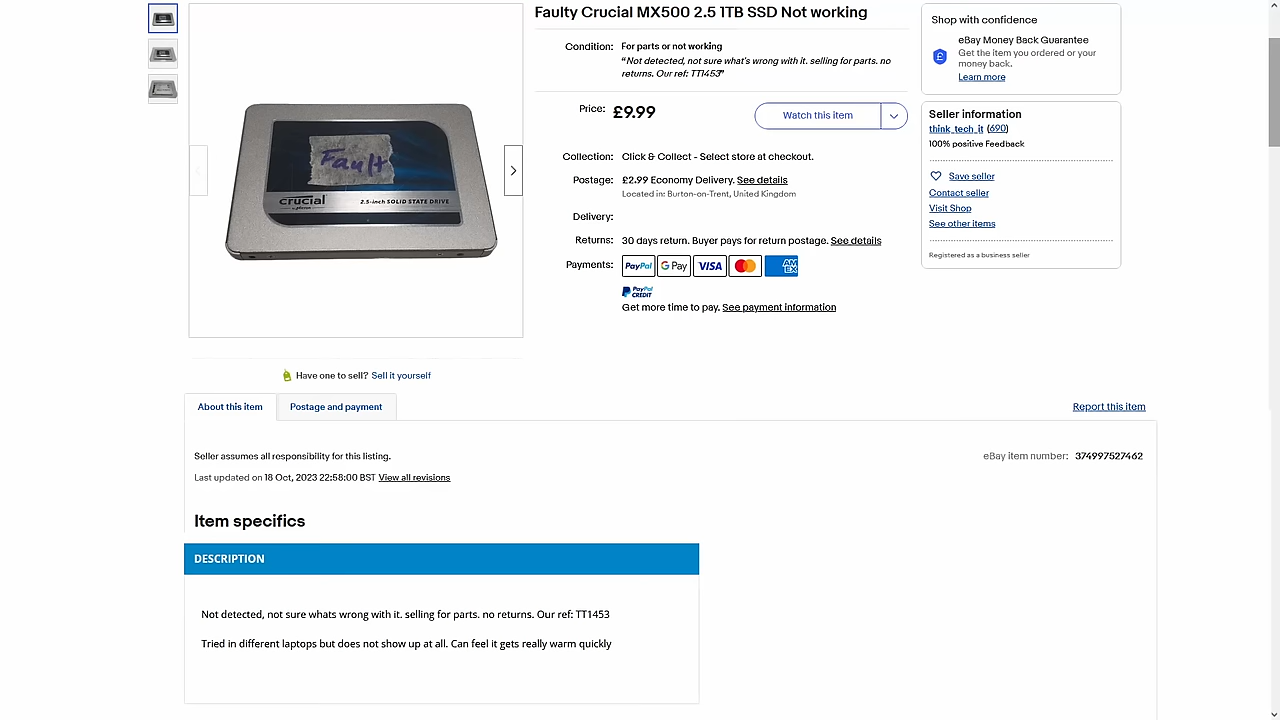 Faulty Crucial MX500 2.5 1TB SSD Not working
Condition: For parts or not working
“Not detected, not sure what's wrong with it. selling for parts. no
returns. Our ref: TT1453”
Price: £9.99
Watch this item
Collection: Click & Collect - Select store at checkout.
Postage: £2.99 Economy Delivery. See details
Located in: Burton-on-Trent, United Kingdom
Delivery:
Returns: 30 days return. Buyer pays for return postage. See details
Payments: PayPal G Pay VISA AM EX
PayPal CREDIT
Get more time to pay. See payment information
Fault
crucial
2.5-inch SOLID STATE DRIVE
Have one to sell? Sell it yourself
Shop with confidence
eBay Money Back Guarantee
Get the item you ordered or your
money back.
Learn more
Seller information
think_tech_it (690)
100% positive Feedback
Save seller
Contact seller
Visit Shop
See other items
Registered as a business seller
About this item
Postage and payment
Report this item
Seller assumes all responsibility for this listing.
eBay item number: 374997527462
Last updated on 18 Oct, 2023 22:58:00 BST View all revisions
Item specifics
DESCRIPTION
Not detected, not sure whats wrong with it. selling for parts. no returns. Our ref: TT1453
Tried in different laptops but does not show up at all. Can feel it gets really warm quickly